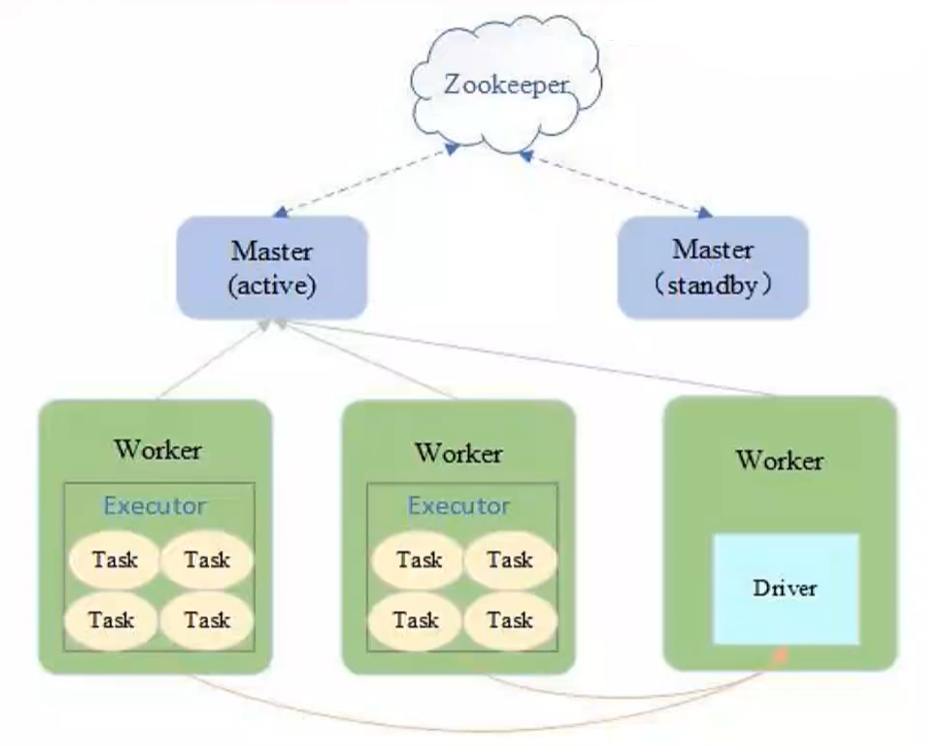 Zookeeper
Master
(active)
Master
（standby）
Worker
Executor
Task Task
Task Task
Worker
Executor
Task Task
Task Task
Worker
Driver